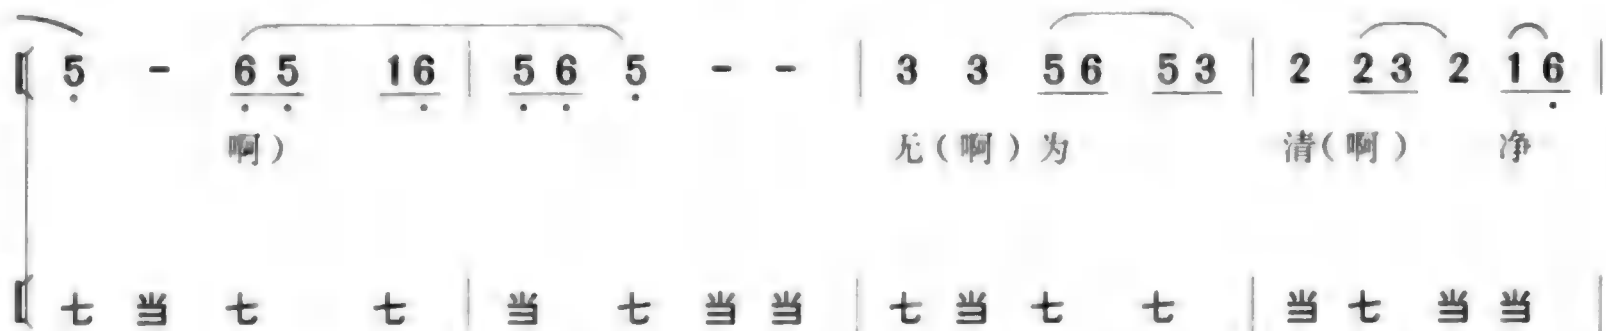 5 - 65 16 | 56 5 - - | 3 3 56 53 | 2 23 2 16 |
啊） 无（啊）为 清（啊） 净
七 当 七 七 | 当 七 当 当 | 七 当 七 七 | 当 七 当 当 |